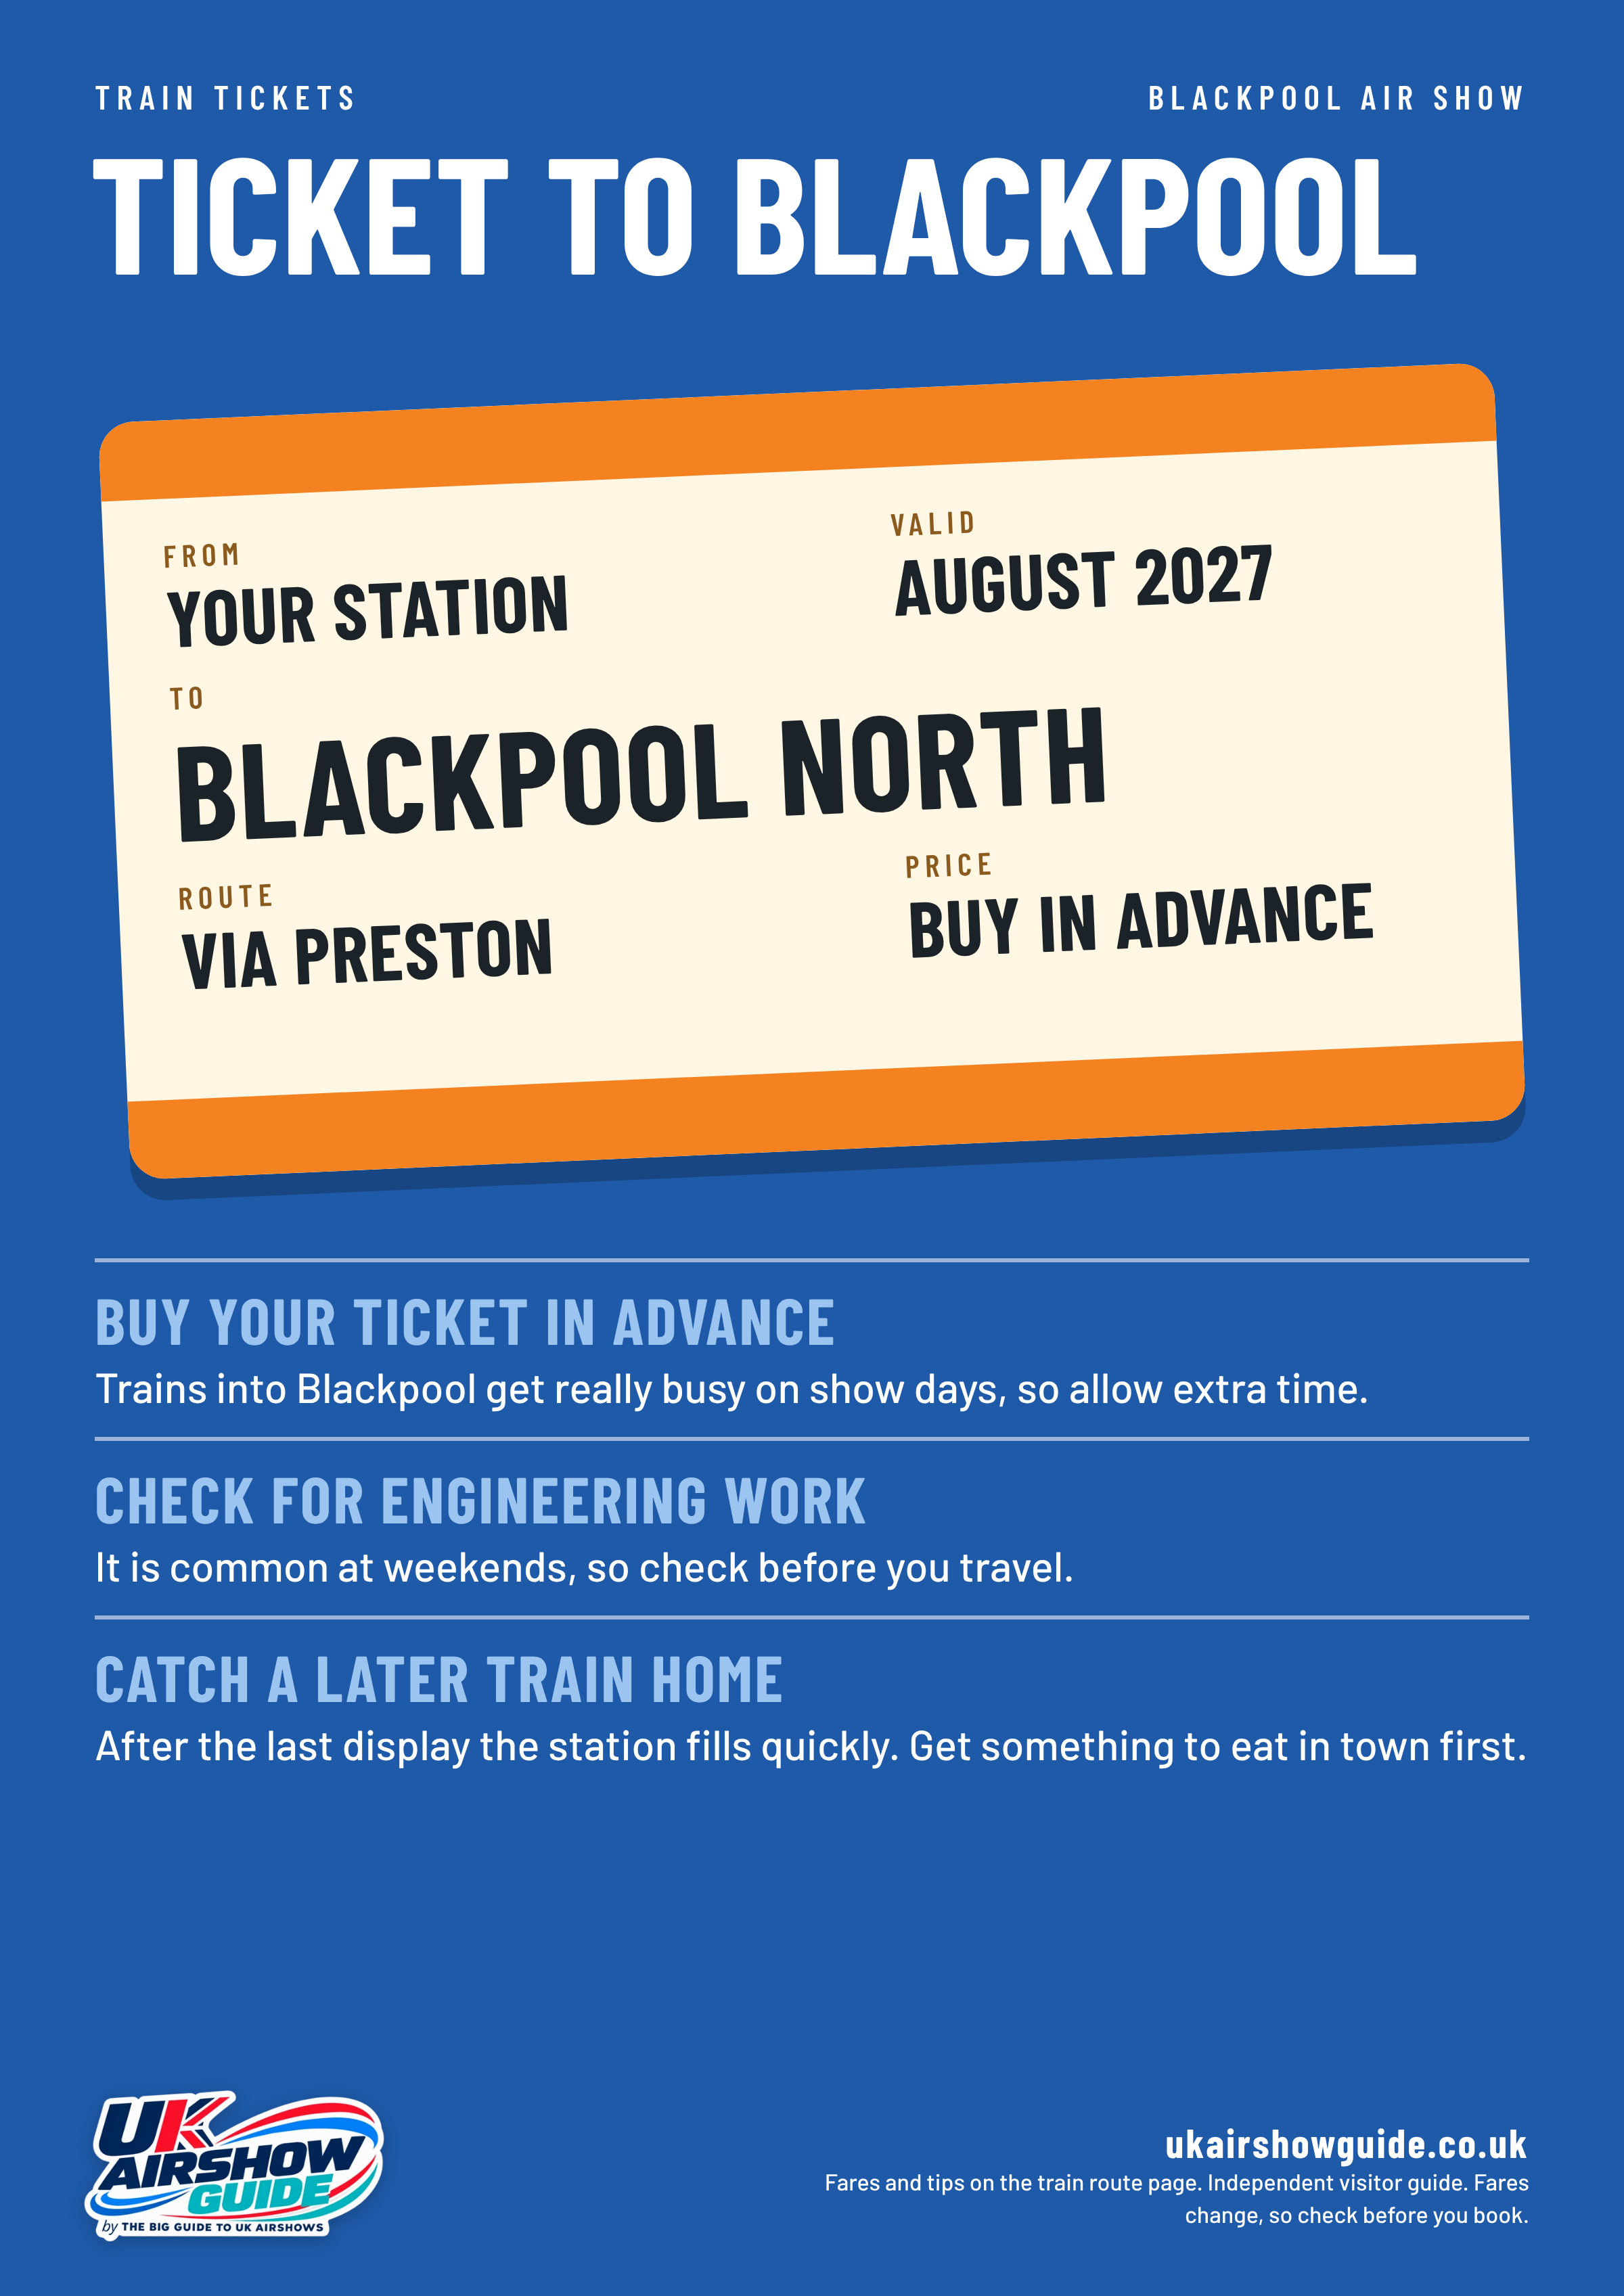 TRAIN TICKETS
BLACKPOOL AIR SHOW
TICKET TO BLACKPOOL
FROM
YOUR STATION
VALID
AUGUST 2027
TO
BLACKPOOL NORTH
ROUTE
VIA PRESTON
PRICE
BUY IN ADVANCE
BUY YOUR TICKET IN ADVANCE
Trains into Blackpool get really busy on show days, so allow extra time.
CHECK FOR ENGINEERING WORK
It is common at weekends, so check before you travel.
CATCH A LATER TRAIN HOME
After the last display the station fills quickly. Get something to eat in town first.
UK
AIRSHOW
GUIDE
by THE BIG GUIDE TO UK AIRSHOWS
ukairshowguide.co.uk
Fares and tips on the train route page. Independent visitor guide. Fares
change, so check before you book.